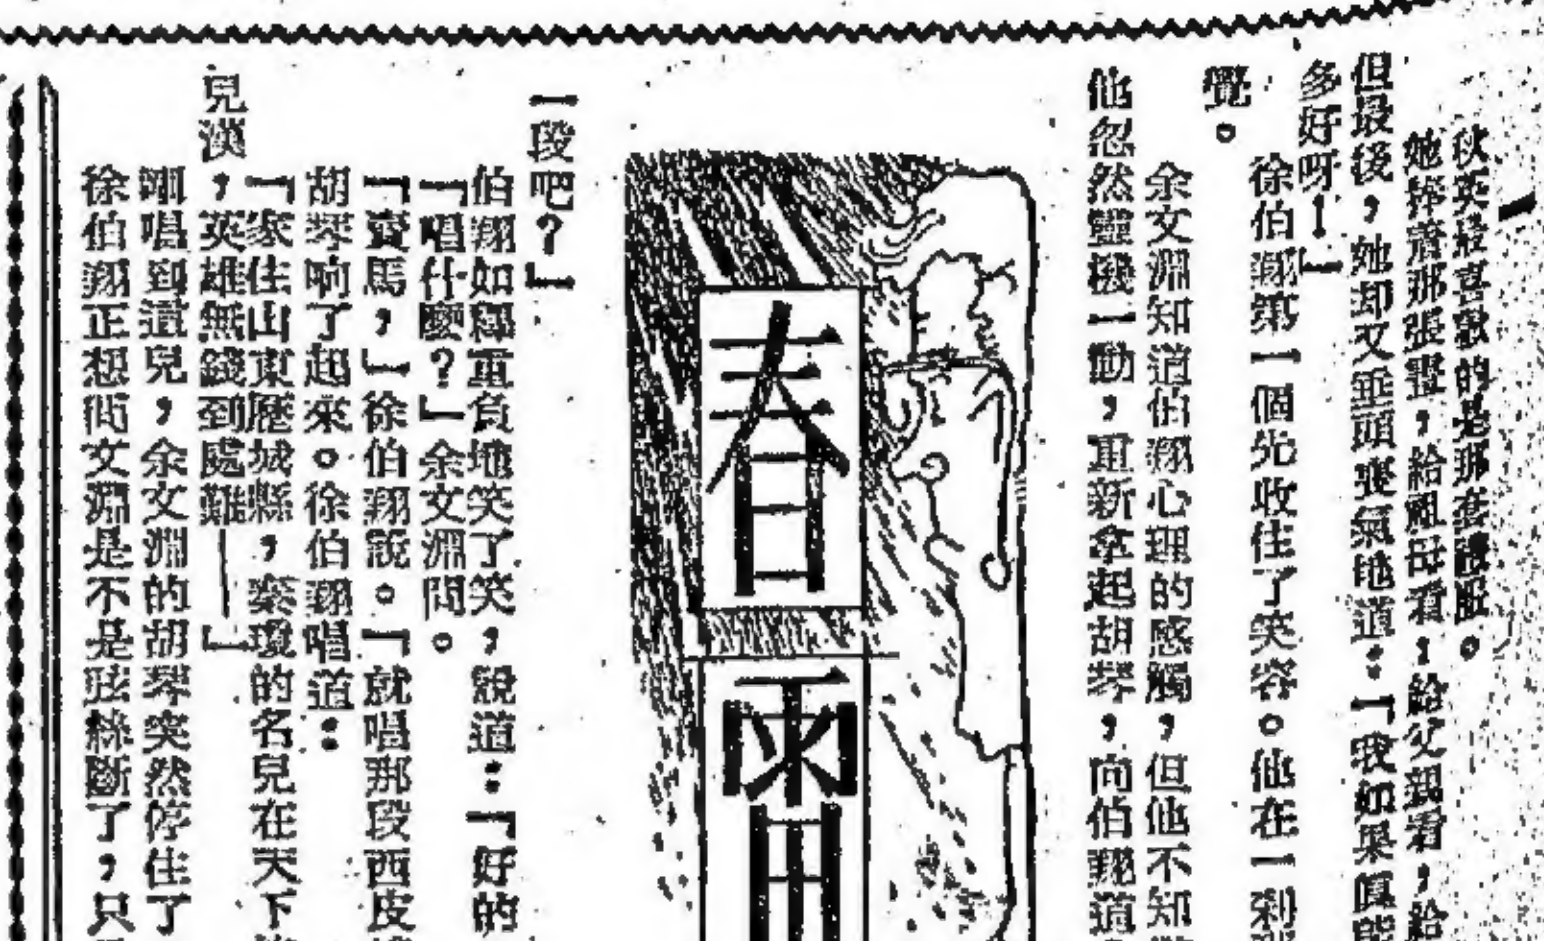 秋英最喜歡的是那套禮服。
她捧着那張畫，給祖母看，給父親看，給
但最後，她却又垂頭喪氣地道：「我如果真能
多好呀！」
徐伯翔第一個先收住了笑容。他在一剎那
覺。
余文淵知道伯翔心理的感觸，但他不知
他忽然靈機一動，重新拿起胡琴，向伯翔道
春雨
一段吧？」
伯翔如釋重負地笑了笑，說道：「好的
「唱什麼？」余文淵問。
「賣馬，」徐伯翔說。「就唱那段西皮
胡琴响了起來。徐伯翔唱道：
「家住山東歷城縣，秦瓊的名兒在天下
兒漢，英雄無錢到處難——」
剛唱到這兒，余文淵的胡琴突然停住了
徐伯翔正想問文淵是不是弦絲斷了，只